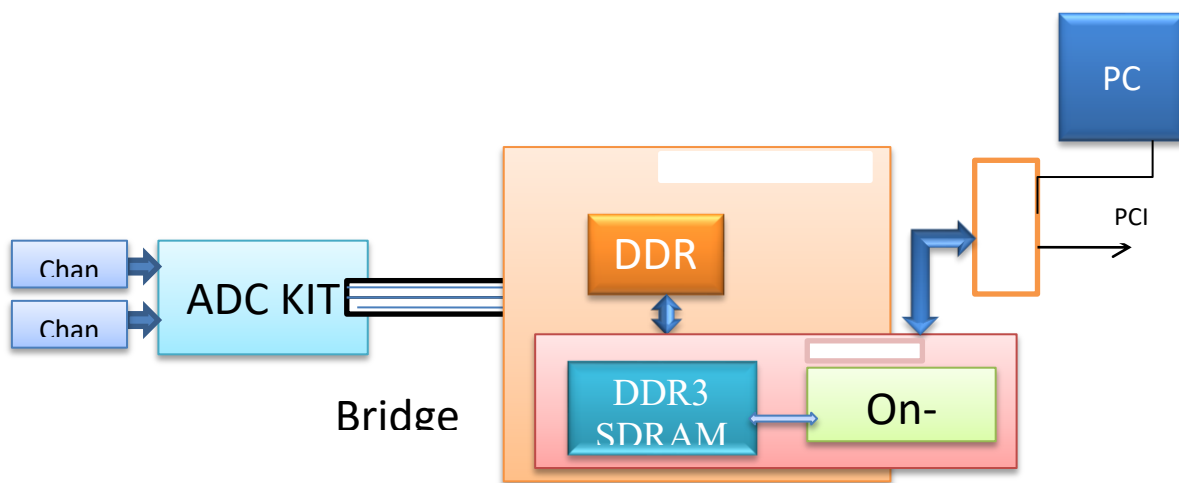 PC
PCI
DDR
Chan
ADC KIT
Chan
DDR3
SDRAM
On-
Bridge